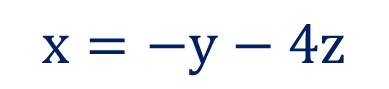 x = −y − 4z